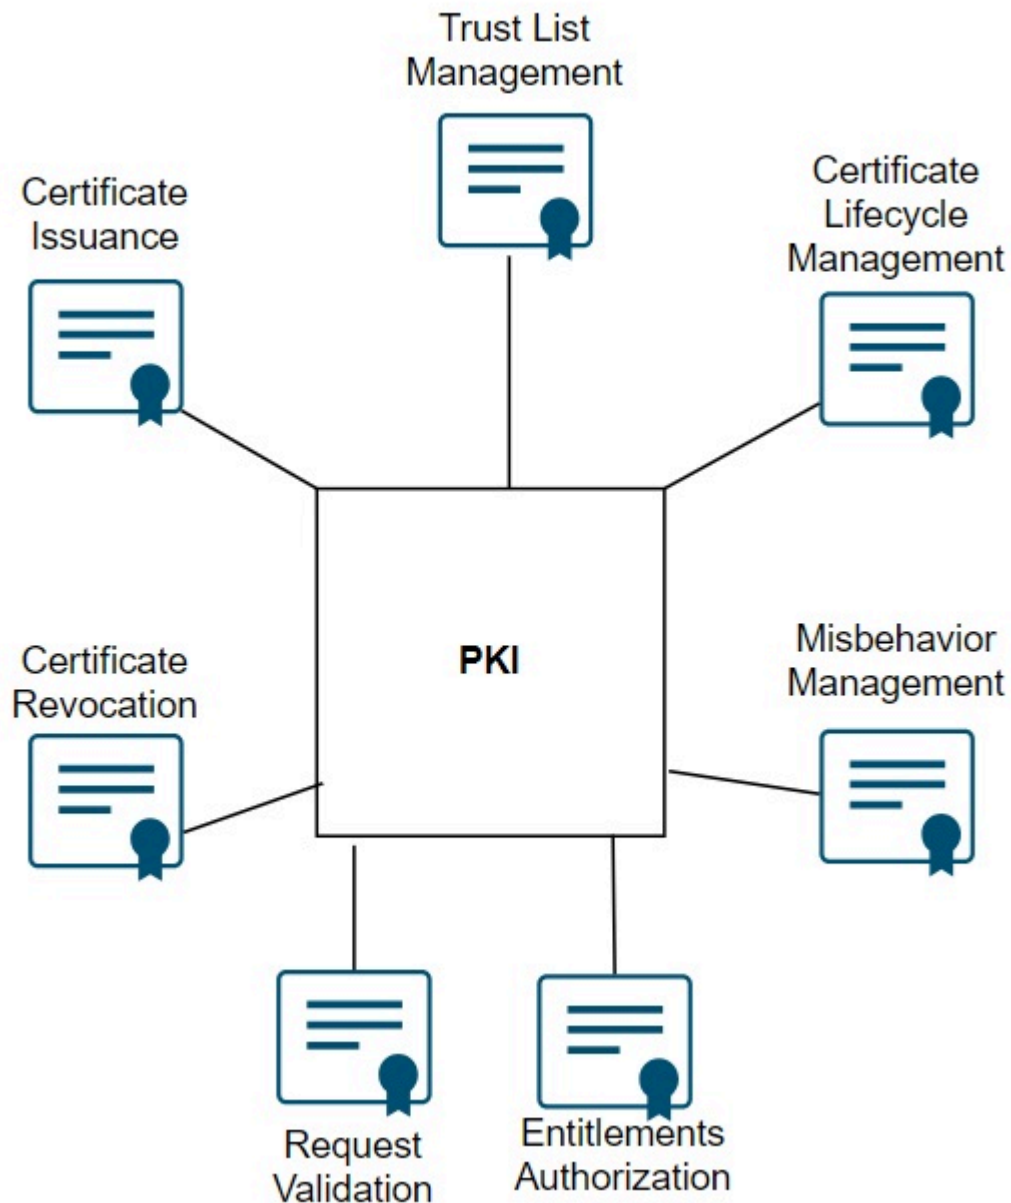 Trust List
Management
Certificate
Issuance
Certificate
Lifecycle
Management
PKI
Certificate
Revocation
Misbehavior
Management
Request
Validation
Entitlements
Authorization